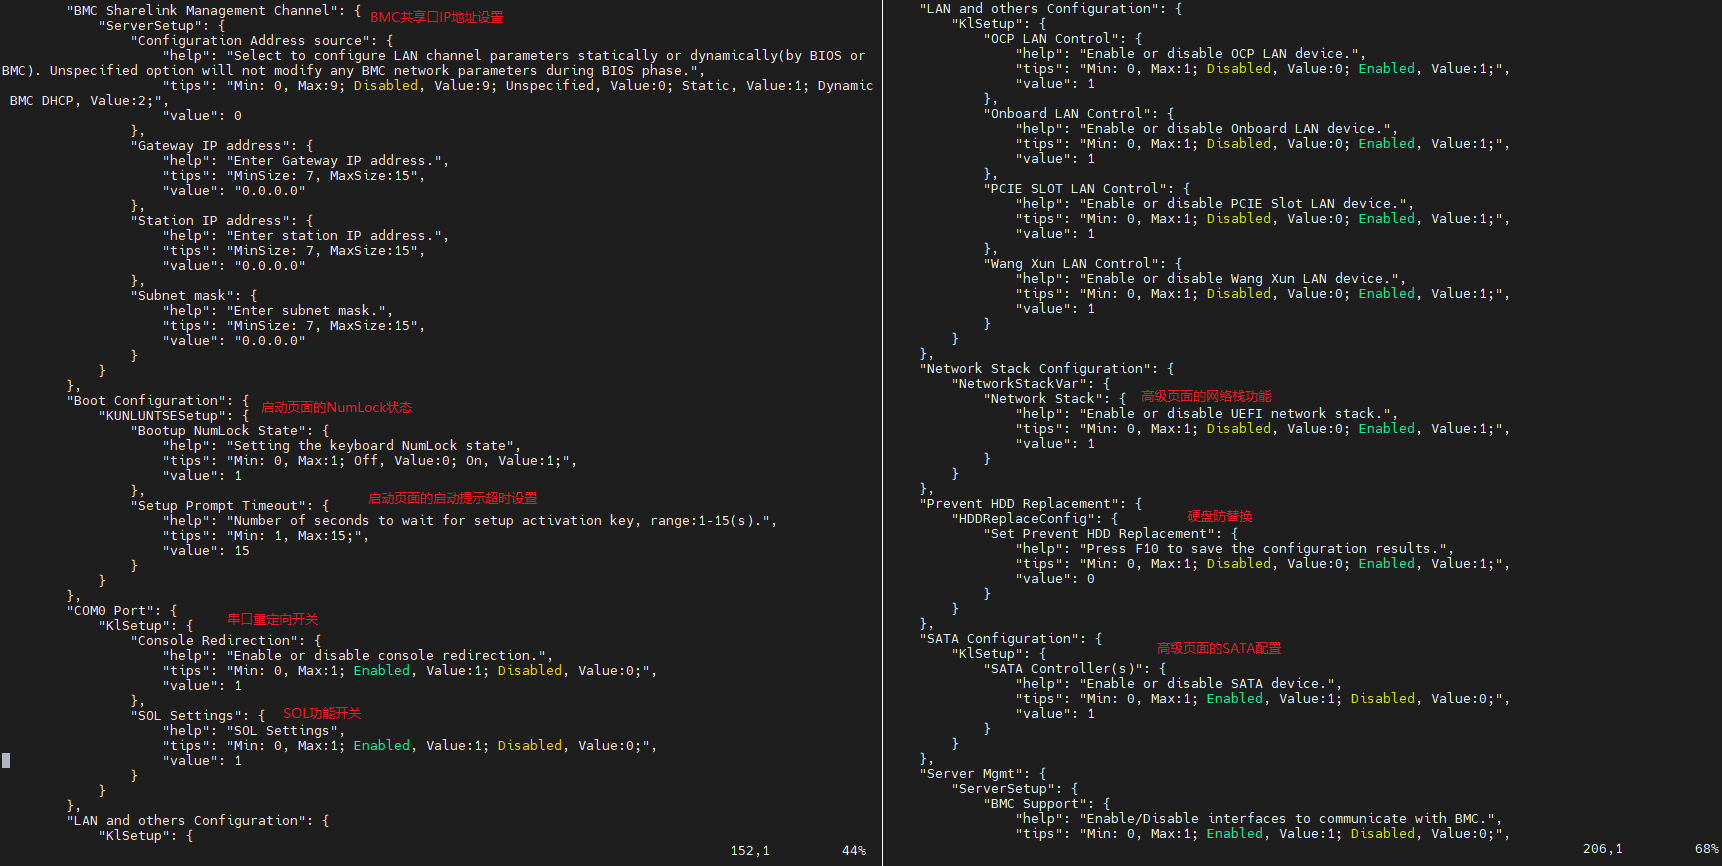 "BMC Sharelink Management Channel": {
BMC共享口IP地址设置
"ServerSetup": {
"Configuration Address source": {
"help": "Select to configure LAN channel parameters statically or dynamically(by BIOS or
BMC). Unspecified option will not modify any BMC network parameters during BIOS phase.",
"tips": "Min: 0, Max:9; Disabled, Value:9; Unspecified, Value:0; Static, Value:1; Dynamic
BMC DHCP, Value:2;",
"value": 0
},
"Gateway IP address": {
"help": "Enter Gateway IP address.",
"tips": "MinSize: 7, MaxSize:15",
"value": "0.0.0.0"
},
"Station IP address": {
"help": "Enter station IP address.",
"tips": "MinSize: 7, MaxSize:15",
"value": "0.0.0.0"
},
"Subnet mask": {
"help": "Enter subnet mask.",
"tips": "MinSize: 7, MaxSize:15",
"value": "0.0.0.0"
}
}
},
"Boot Configuration": {
启动页面的NumLock状态
"KUNLUNTSESetup": {
"Bootup NumLock State": {
"help": "Setting the keyboard NumLock state",
"tips": "Min: 0, Max:1; Off, Value:0; On, Value:1;",
"value": 1
},
启动页面的启动提示超时设置
"Setup Prompt Timeout": {
"help": "Number of seconds to wait for setup activation key, range:1-15(s).",
"tips": "Min: 1, Max:15;",
"value": 15
}
}
},
"COM0 Port": {
串口重定向开关
"KlSetup": {
"Console Redirection": {
"help": "Enable or disable console redirection.",
"tips": "Min: 0, Max:1; Enabled, Value:1; Disabled, Value:0;",
"value": 1
},
"SOL Settings": {
SOL功能开关
"help": "SOL Settings",
"tips": "Min: 0, Max:1; Enabled, Value:1; Disabled, Value:0;",
"value": 1
}
}
},
"LAN and others Configuration": {
"KlSetup": {
152,1 44%
"LAN and others Configuration": {
"KlSetup": {
"OCP LAN Control": {
"help": "Enable or disable OCP LAN device.",
"tips": "Min: 0, Max:1; Disabled, Value:0; Enabled, Value:1;",
"value": 1
},
"Onboard LAN Control": {
"help": "Enable or disable Onboard LAN device.",
"tips": "Min: 0, Max:1; Disabled, Value:0; Enabled, Value:1;",
"value": 1
},
"PCIE SLOT LAN Control": {
"help": "Enable or disable PCIE Slot LAN device.",
"tips": "Min: 0, Max:1; Disabled, Value:0; Enabled, Value:1;",
"value": 1
},
"Wang Xun LAN Control": {
"help": "Enable or disable Wang Xun LAN device.",
"tips": "Min: 0, Max:1; Disabled, Value:0; Enabled, Value:1;",
"value": 1
}
}
},
"Network Stack Configuration": {
"NetworkStackVar": {
高级页面的网络栈功能
"Network Stack": {
"help": "Enable or disable UEFI network stack.",
"tips": "Min: 0, Max:1; Disabled, Value:0; Enabled, Value:1;",
"value": 1
}
}
},
"Prevent HDD Replacement": {
"HDDReplaceConfig": {
硬盘防替换
"Set Prevent HDD Replacement": {
"help": "Press F10 to save the configuration results.",
"tips": "Min: 0, Max:1; Disabled, Value:0; Enabled, Value:1;",
"value": 0
}
}
},
"SATA Configuration": {
高级页面的SATA配置
"KlSetup": {
"SATA Controller(s)": {
"help": "Enable or disable SATA device.",
"tips": "Min: 0, Max:1; Enabled, Value:1; Disabled, Value:0;",
"value": 1
}
}
},
"Server Mgmt": {
"ServerSetup": {
"BMC Support": {
"help": "Enable/Disable interfaces to communicate with BMC.",
"tips": "Min: 0, Max:1; Enabled, Value:1; Disabled, Value:0;",
206,1 68%